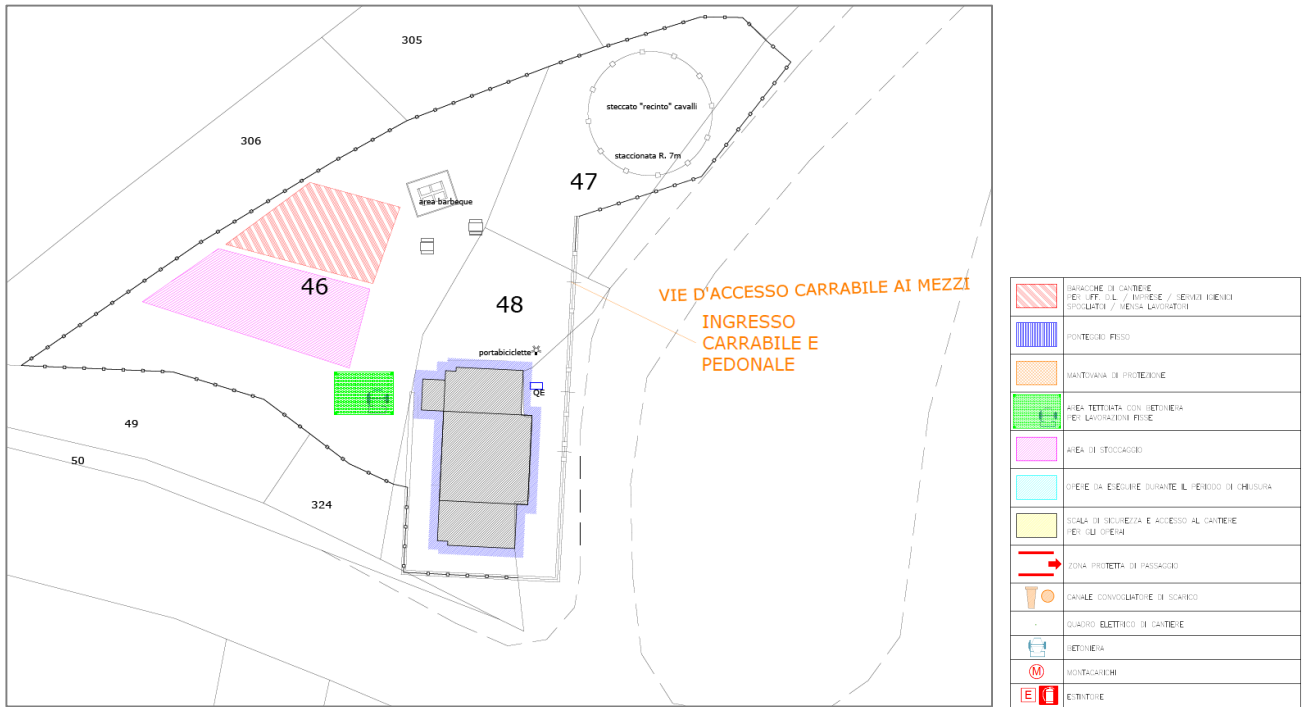 305
306
steccato "recinto" cavalli
staccionata R. 7m
47
area barbeque
46
48
VIE D'ACCESSO CARRABILE AI MEZZI
INGRESSO
CARRABILE E
PEDONALE
portabiciclette
QE
49
50
324
BARACCHE DI CANTIERE
PER UFF. D.L. / IMPRESE / SERVIZI IGIENICI
SPOGLIATOI / MENSA LAVORATORI
PONTEGGIO FISSO
MANTOVANA DI PROTEZIONE
AREA TETTOIATA CON BETONIERA
PER LAVORAZIONI FISSE
AREA DI STOCCAGGIO
OPERE DA ESEGUIRE DURANTE IL PERIODO DI CHIUSURA
SCALA DI SICUREZZA E ACCESSO AL CANTIERE
PER GLI OPERAI
ZONA PROTETTA DI PASSAGGIO
CANALE CONVOGLIATORE DI SCARICO
QUADRO ELETTRICO DI CANTIERE
BETONIERA
M MONTACARICHI
E ESTINTORE